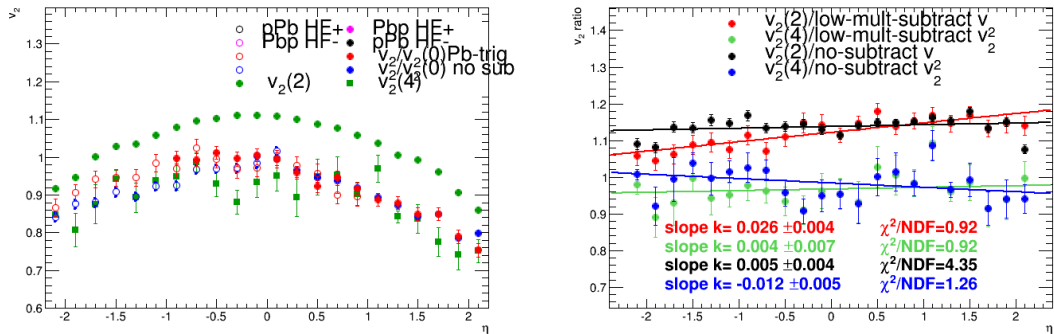 v₂
1.3
1.2
1.1
1
0.9
0.8
0.7
0.6
-2 -1.5 -1 -0.5 0 0.5 1 1.5 2
η
pPb HF+
Pbp HF-
v₂(2)
Pbp HF+
pPb HF-
v₂/v₂(0)Pb-trig
v₂/v₂(0) no sub
v₂(4)
v₂ ratio
1.4
1.3
1.2
1.1
1
0.9
0.8
0.7
0.6
-2 -1.5 -1 -0.5 0 0.5 1 1.5 2
η
v₂(2)/low-mult-subtract v₂
v₂(4)/low-mult-subtract v₂
v₂(2)/no-subtract v₂
v₂(4)/no-subtract v₂
slope k= 0.026 ±0.004 χ²/NDF=0.92
slope k= 0.004 ±0.007 χ²/NDF=0.92
slope k= 0.005 ±0.004 χ²/NDF=4.35
slope k= -0.012 ±0.005 χ²/NDF=1.26